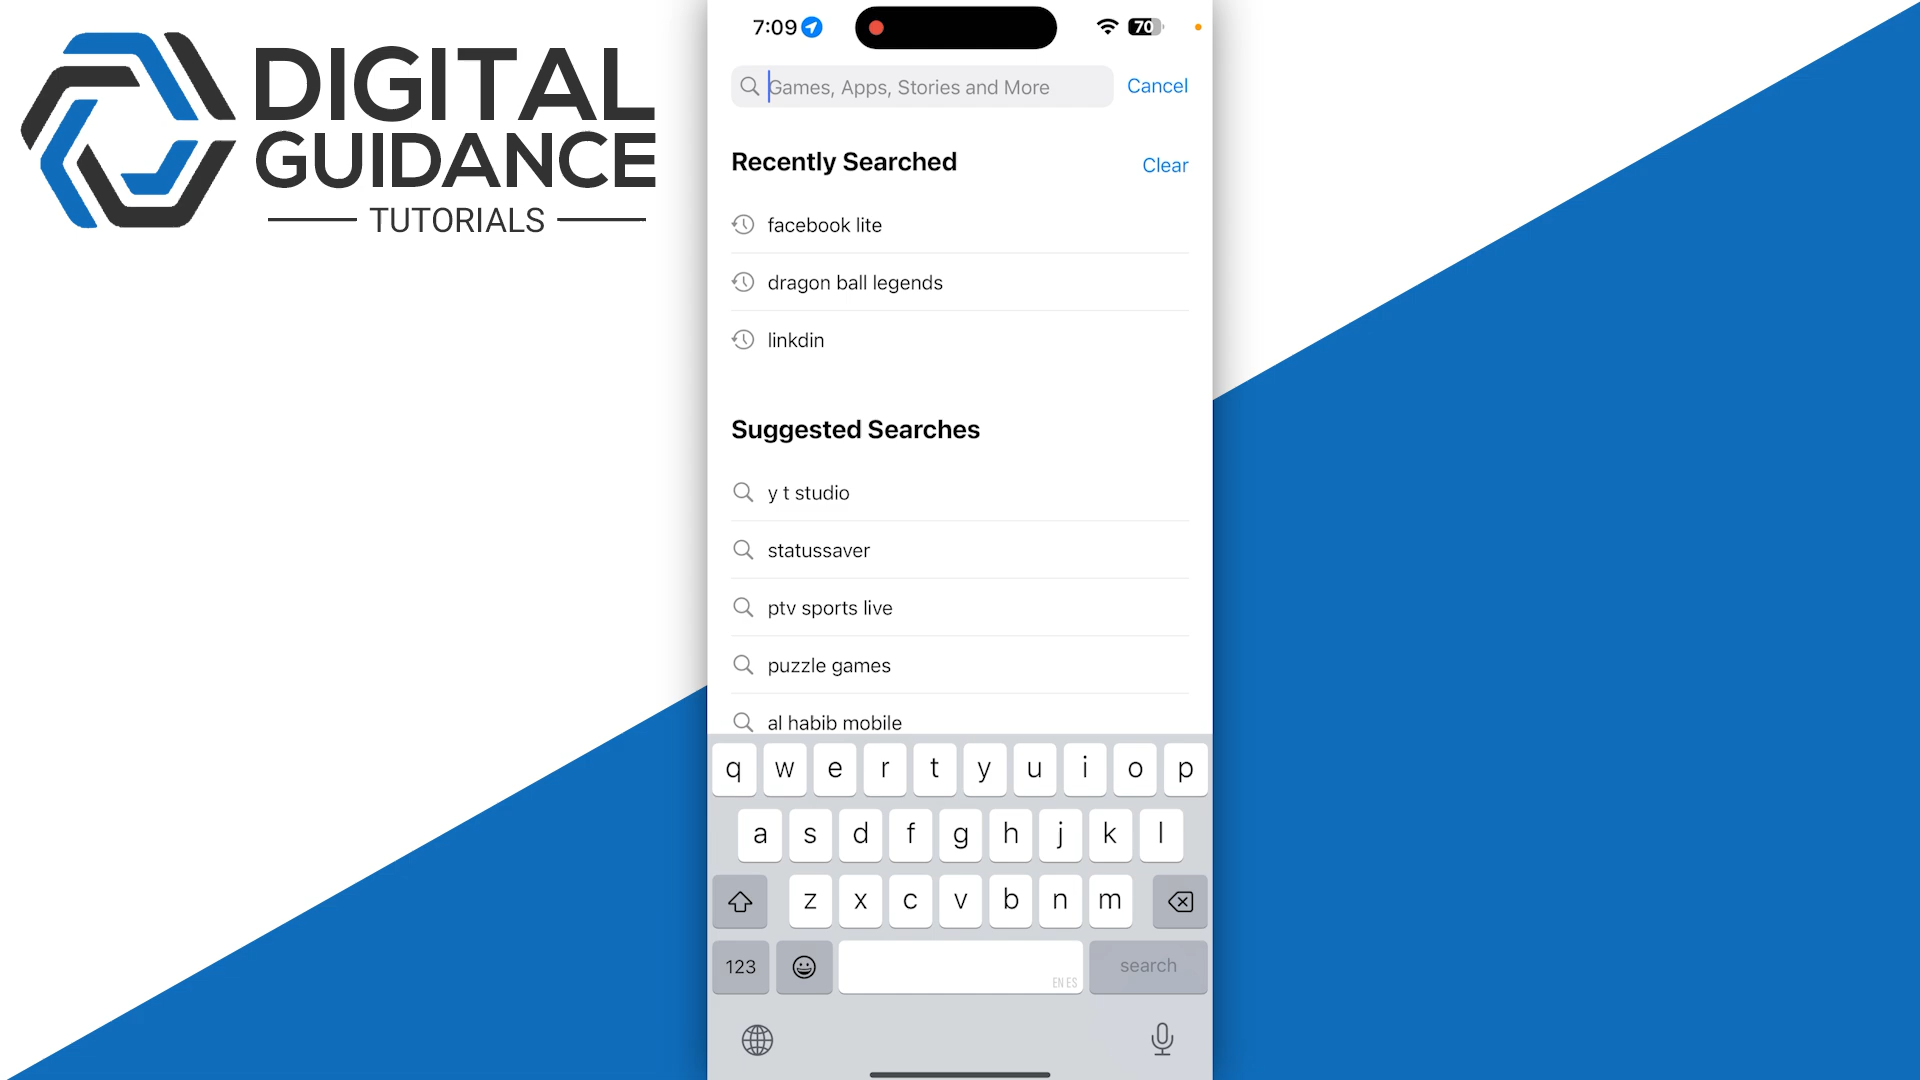 DIGITAL
GUIDANCE
TUTORIALS
7:09
70
Games, Apps, Stories and More
Cancel
Recently Searched
Clear
facebook lite
dragon ball legends
linkdin
Suggested Searches
y t studio
statussaver
ptv sports live
puzzle games
al habib mobile
q w e r t y u i o p
a s d f g h j k l
z x c v b n m
123
EN ES
search